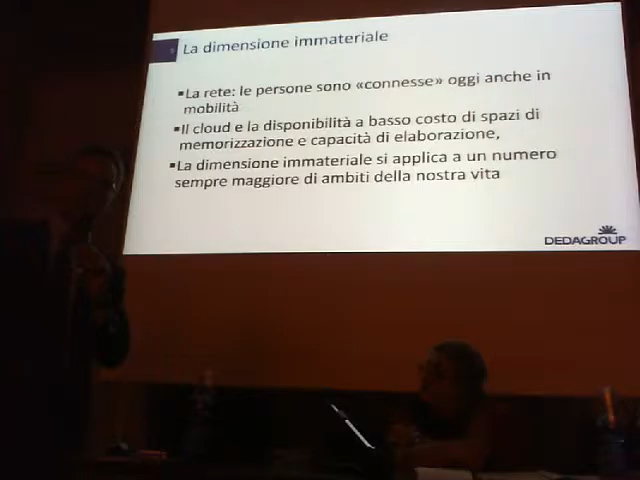 La dimensione immateriale
▪La rete: le persone sono «connesse» oggi anche in
mobilità
▪Il cloud e la disponibilità a basso costo di spazi di
memorizzazione e capacità di elaborazione,
▪La dimensione immateriale si applica a un numero
sempre maggiore di ambiti della nostra vita
DEDAGROUP